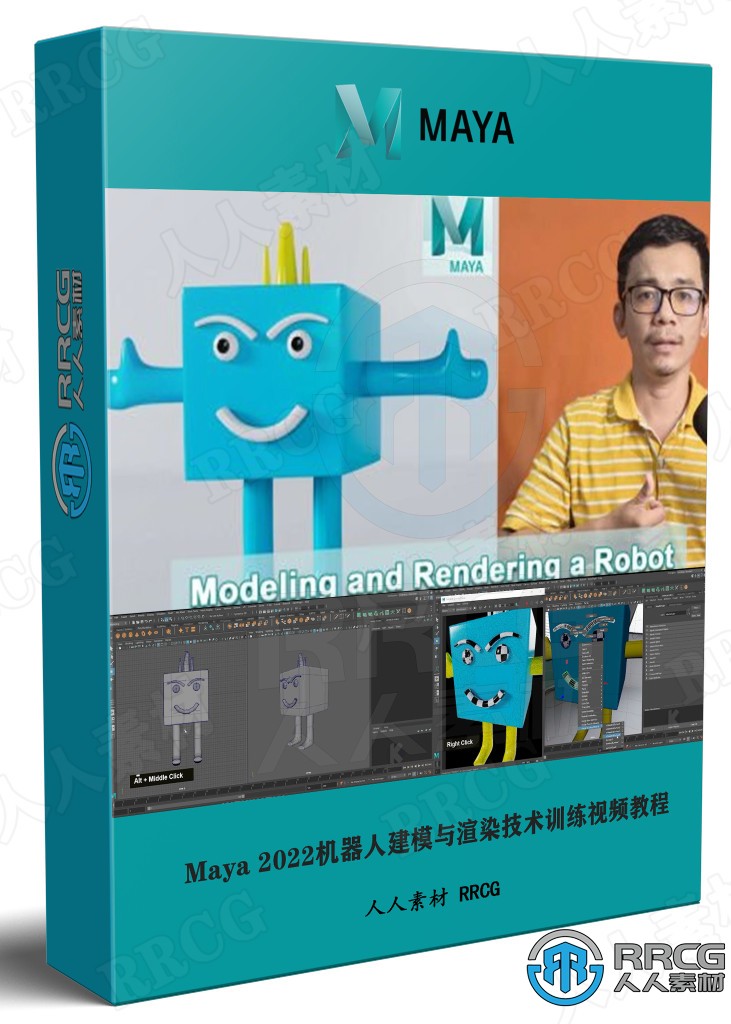 MAYA
MAYA
RRCG
人人素材
Modeling and Rendering a Robot
Alt + Middle Click
Right Click
Maya 2022机器人建模与渲染技术训练视频教程
人人素材 RRCG
RRCG
人人素材